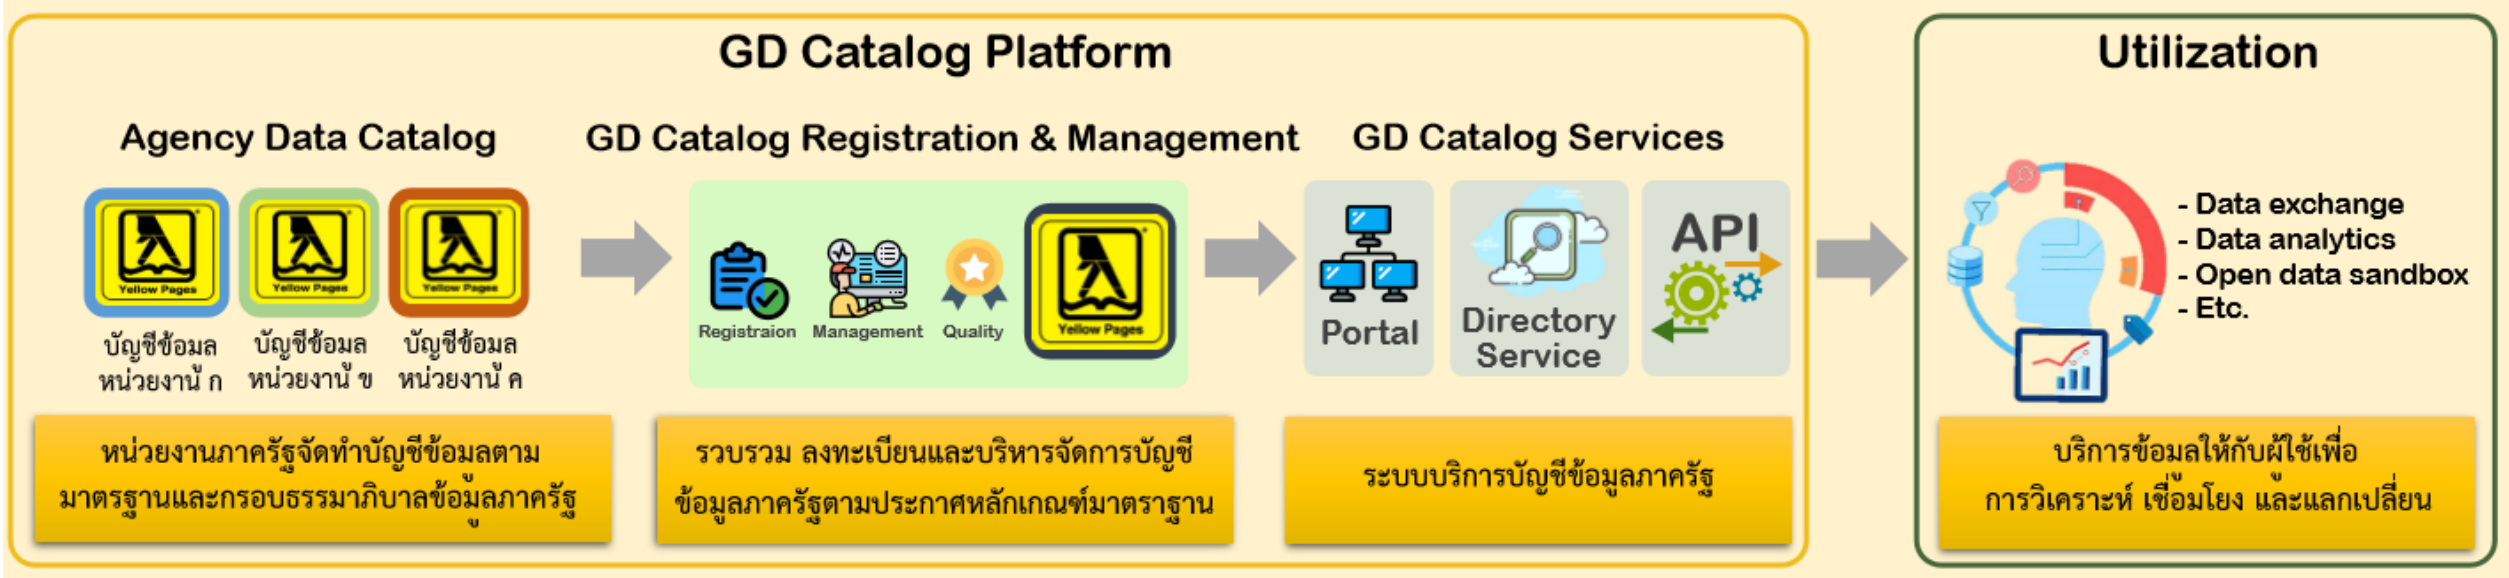 GD Catalog Platform
Utilization
Agency Data Catalog
GD Catalog Registration & Management
GD Catalog Services
Yellow Pages
Yellow Pages
Yellow Pages
บัญชีข้อมูล
หน่วยงาน ก
บัญชีข้อมูล
หน่วยงาน ข
บัญชีข้อมูล
หน่วยงาน ค
Registraion
Management
Quality
Yellow Pages
Portal
Directory
Service
API
- Data exchange
- Data analytics
- Open data sandbox
- Etc.
หน่วยงานภาครัฐจัดทำบัญชีข้อมูลตาม
มาตรฐานและกรอบธรรมาภิบาลข้อมูลภาครัฐ
รวบรวม ลงทะเบียนและบริหารจัดการบัญชี
ข้อมูลภาครัฐตามประกาศหลักเกณฑ์มาตราฐาน
ระบบบริการบัญชีข้อมูลภาครัฐ
บริการข้อมูลให้กับผู้ใช้เพื่อ
การวิเคราะห์ เชื่อมโยง และแลกเปลี่ยน